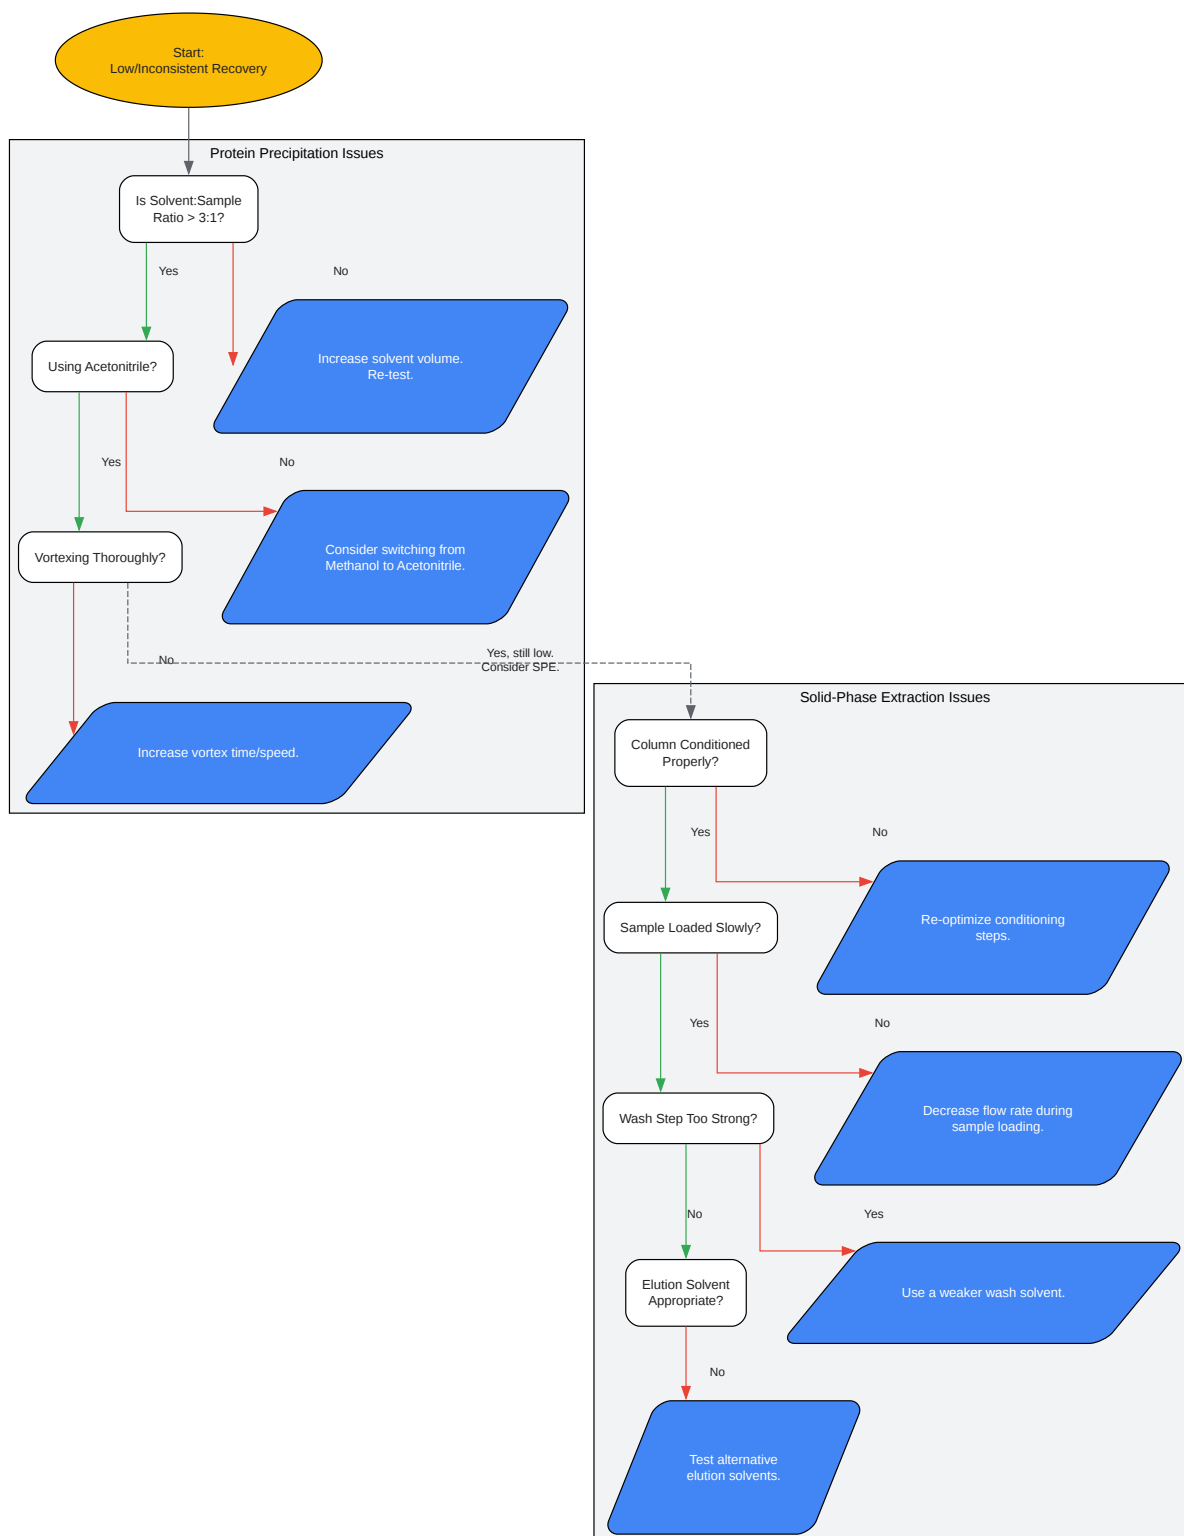 Start:
Low/Inconsistent Recovery
Protein Precipitation Issues
Is Solvent:Sample
Ratio > 3:1?
Yes
No
Increase solvent volume.
Re-test.
Using Acetonitrile?
Yes
No
Consider switching from
Methanol to Acetonitrile.
Vortexing Thoroughly?
No
Yes, still low.
Consider SPE.
Increase vortex time/speed.
Solid-Phase Extraction Issues
Column Conditioned
Properly?
Yes
No
Re-optimize conditioning
steps.
Sample Loaded Slowly?
Yes
No
Decrease flow rate during
sample loading.
Wash Step Too Strong?
No
Yes
Use a weaker wash solvent.
Elution Solvent
Appropriate?
No
Test alternative
elution solvents.